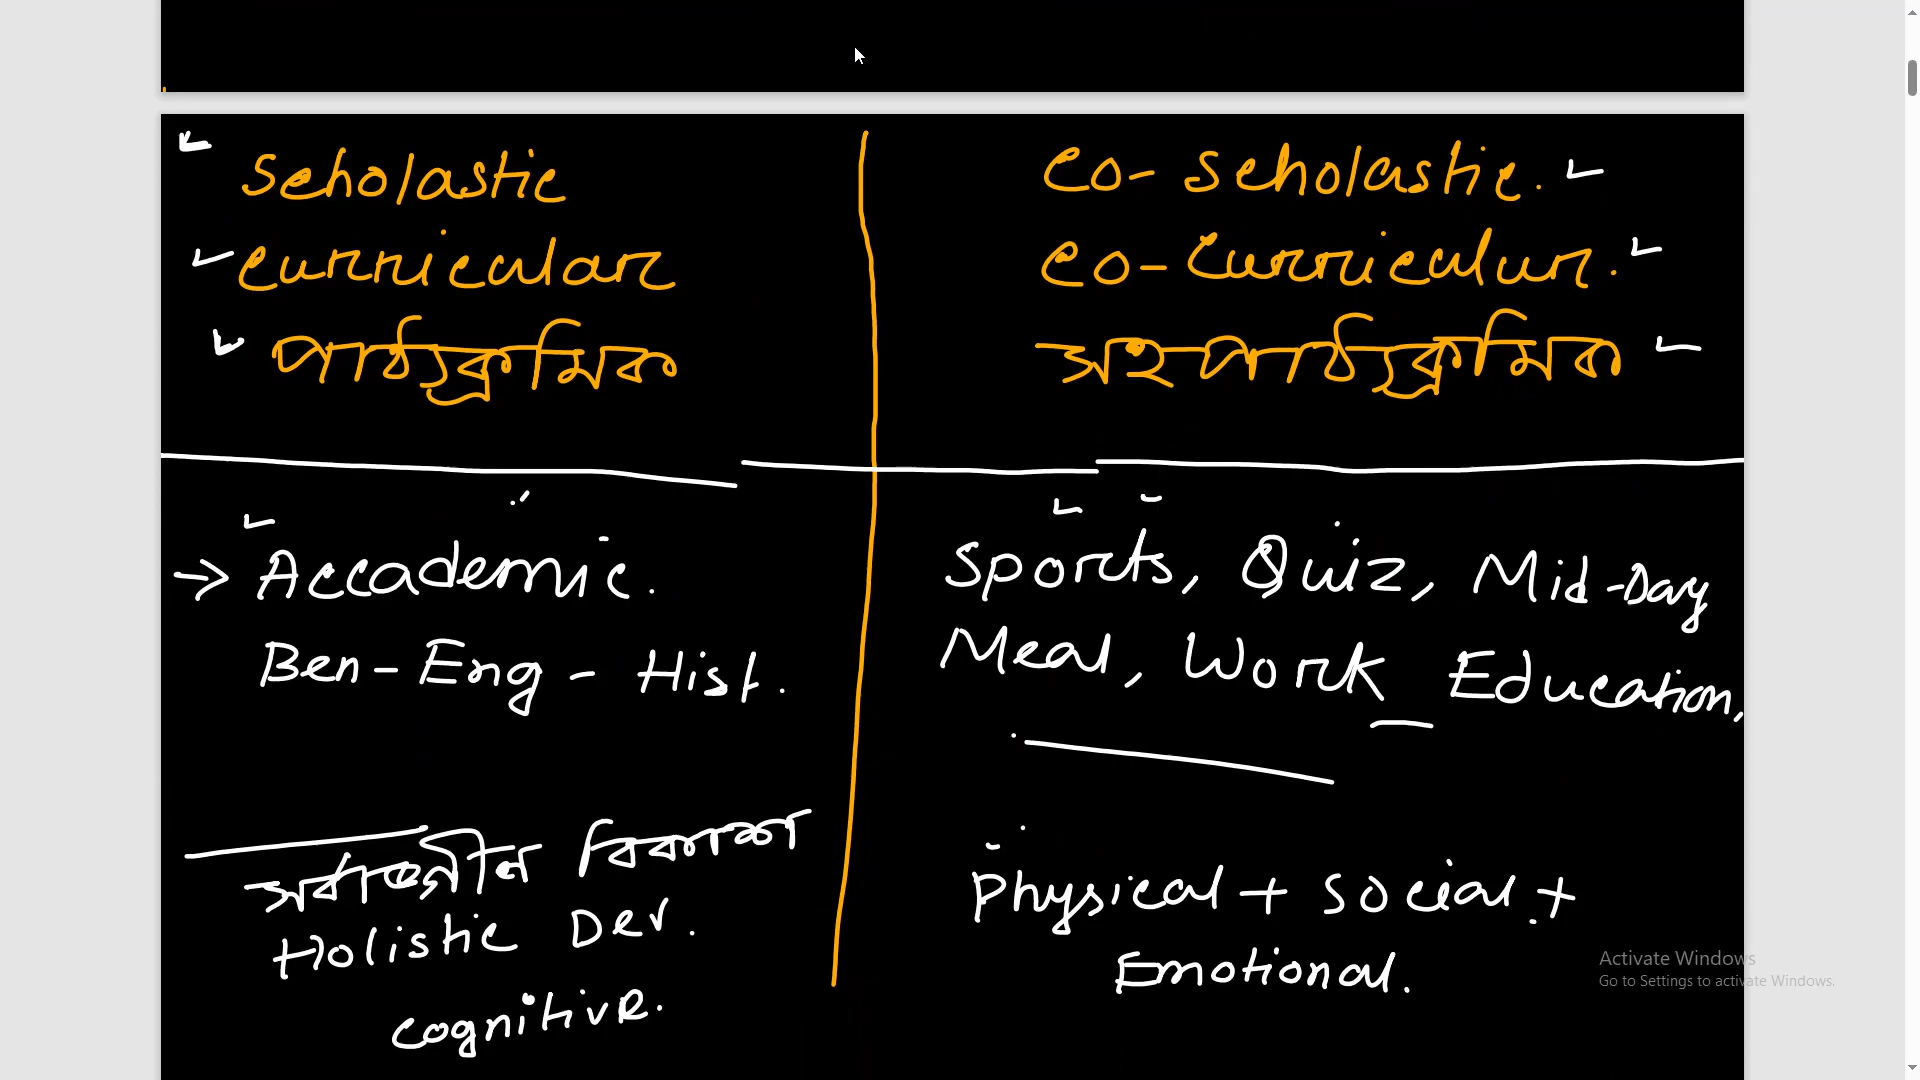 Scholastic
curricular
পাঠ্যক্রমিক
co-scholastic.
co-curricular.
সহপাঠ্যক্রমিক
→ Accademic.
Ben - Eng - Hist.
Sports, Quiz, Mid-Day
Meal, Work Education,
সর্বাঙ্গীন বিকাশ
Holistic Dev.
cognitive.
Physical + Social +
Emotional.
Activate Windows
Go to Settings to activate Windows.